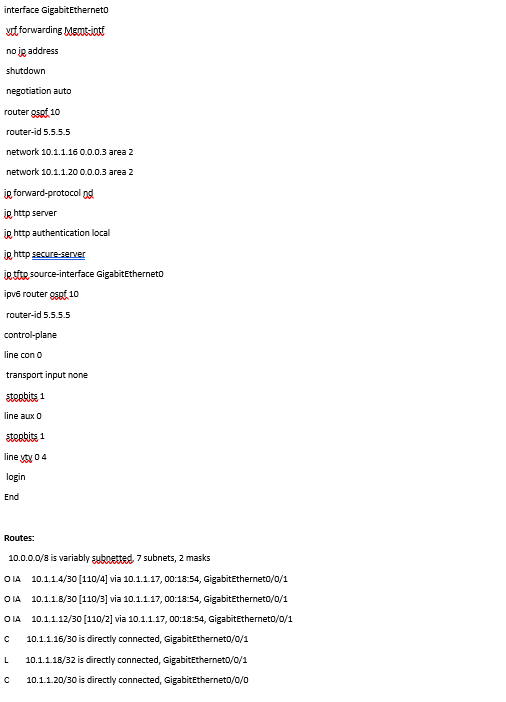 interface GigabitEthernet0
vrf forwarding Mgmt-intf
no ip address
shutdown
negotiation auto
router ospf 10
router-id 5.5.5.5
network 10.1.1.16 0.0.0.3 area 2
network 10.1.1.20 0.0.0.3 area 2
ip forward-protocol nd
ip http server
ip http authentication local
ip http secure-server
ip tftp source-interface GigabitEthernet0
ipv6 router ospf 10
router-id 5.5.5.5
control-plane
line con 0
transport input none
stopbits 1
line aux 0
stopbits 1
line vty 0 4
login
End
Routes:
10.0.0.0/8 is variably subnetted, 7 subnets, 2 masks
O IA 10.1.1.4/30 [110/4] via 10.1.1.17, 00:18:54, GigabitEthernet0/0/1
O IA 10.1.1.8/30 [110/3] via 10.1.1.17, 00:18:54, GigabitEthernet0/0/1
O IA 10.1.1.12/30 [110/2] via 10.1.1.17, 00:18:54, GigabitEthernet0/0/1
C 10.1.1.16/30 is directly connected, GigabitEthernet0/0/1
L 10.1.1.18/32 is directly connected, GigabitEthernet0/0/1
C 10.1.1.20/30 is directly connected, GigabitEthernet0/0/0